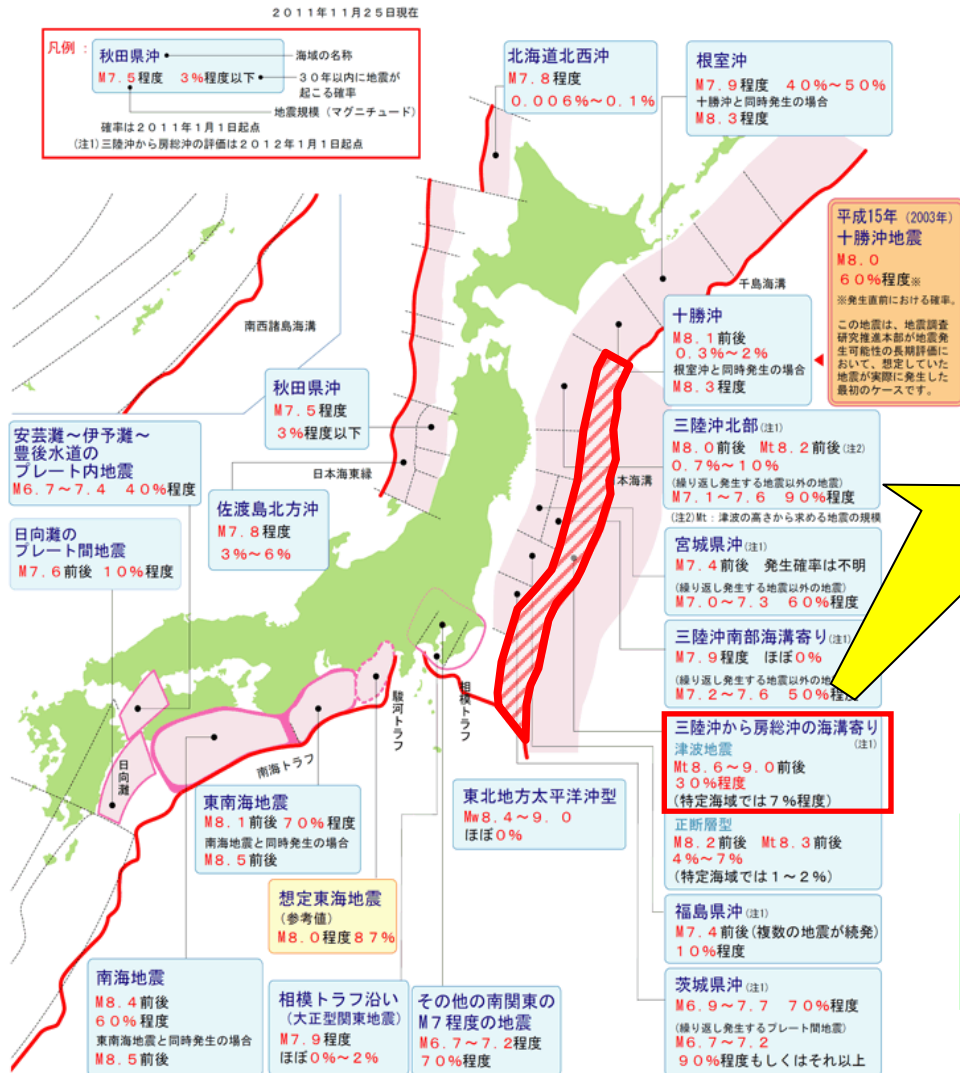 2011年11月25日現在
凡例：
秋田県沖
M7.5程度　3%程度以下
海域の名称
30年以内に地震が
起こる確率
地震規模（マグニチュード）
確率は2011年1月1日起点
(注1)三陸沖から房総沖の評価は2012年1月1日起点
北海道北西沖
M7.8程度
0.006%～0.1%
根室沖
M7.9程度　40%～50%
十勝沖と同時発生の場合
M8.3程度
平成15年（2003年）
十勝沖地震
M8.0
60%程度※
※発生直前における確率。
この地震は、地震調査
研究推進本部が地震発
生可能性の長期評価に
おいて、想定していた
地震が実際に発生した
最初のケースです。
千島海溝
南西諸島海溝
十勝沖
M8.1前後
0.3%～2%
根室沖と同時発生の場合
M8.3程度
秋田県沖
M7.5程度
3%程度以下
日本海東縁
佐渡島北方沖
M7.8程度
3%～6%
安芸灘～伊予灘～
豊後水道の
プレート内地震
M6.7～7.4　40%程度
日向灘の
プレート間地震
M7.6前後　10%程度
三陸沖北部(注1)
M8.0前後　Mt8.2前後(注2)
0.7%～10%
(繰り返し発生する地震以外の地震)
M7.1～7.6　90%程度
(注2)Mt：津波の高さから求める地震の規模
本海溝
宮城県沖(注1)
M7.4前後　発生確率は不明
(繰り返し発生する地震以外の地震)
M7.0～7.3　60%程度
三陸沖南部海溝寄り(注1)
M7.9程度　ほぼ0%
(繰り返し発生する地震以外の地
M7.2～7.6　50%程度
三陸沖から房総沖の海溝寄り
(注1)
津波地震
Mt8.6～9.0前後
30%程度
(特定海域では7%程度)
正断層型
M8.2前後　Mt8.3前後
4%～7%
(特定海域では1～2%)
福島県沖(注1)
M7.4前後(複数の地震が続発)
10%程度
茨城県沖(注1)
M6.9～7.7　70%程度
(繰り返し発生するプレート間地震)
M6.7～7.2
90%程度もしくはそれ以上
東北地方太平洋沖型
Mw8.4～9.0
ほぼ0%
相模トラフ
駿河トラフ
南海トラフ
日向灘
東南海地震
M8.1前後　70%程度
南海地震と同時発生の場合
M8.5前後
想定東海地震
(参考値)
M8.0程度87%
南海地震
M8.4前後
60%程度
東南海地震と同時発生の場合
M8.5前後
相模トラフ沿い
(大正型関東地震)
M7.9程度
ほぼ0%～2%
その他の南関東の
M7程度の地震
M6.7～7.2程度
70%程度